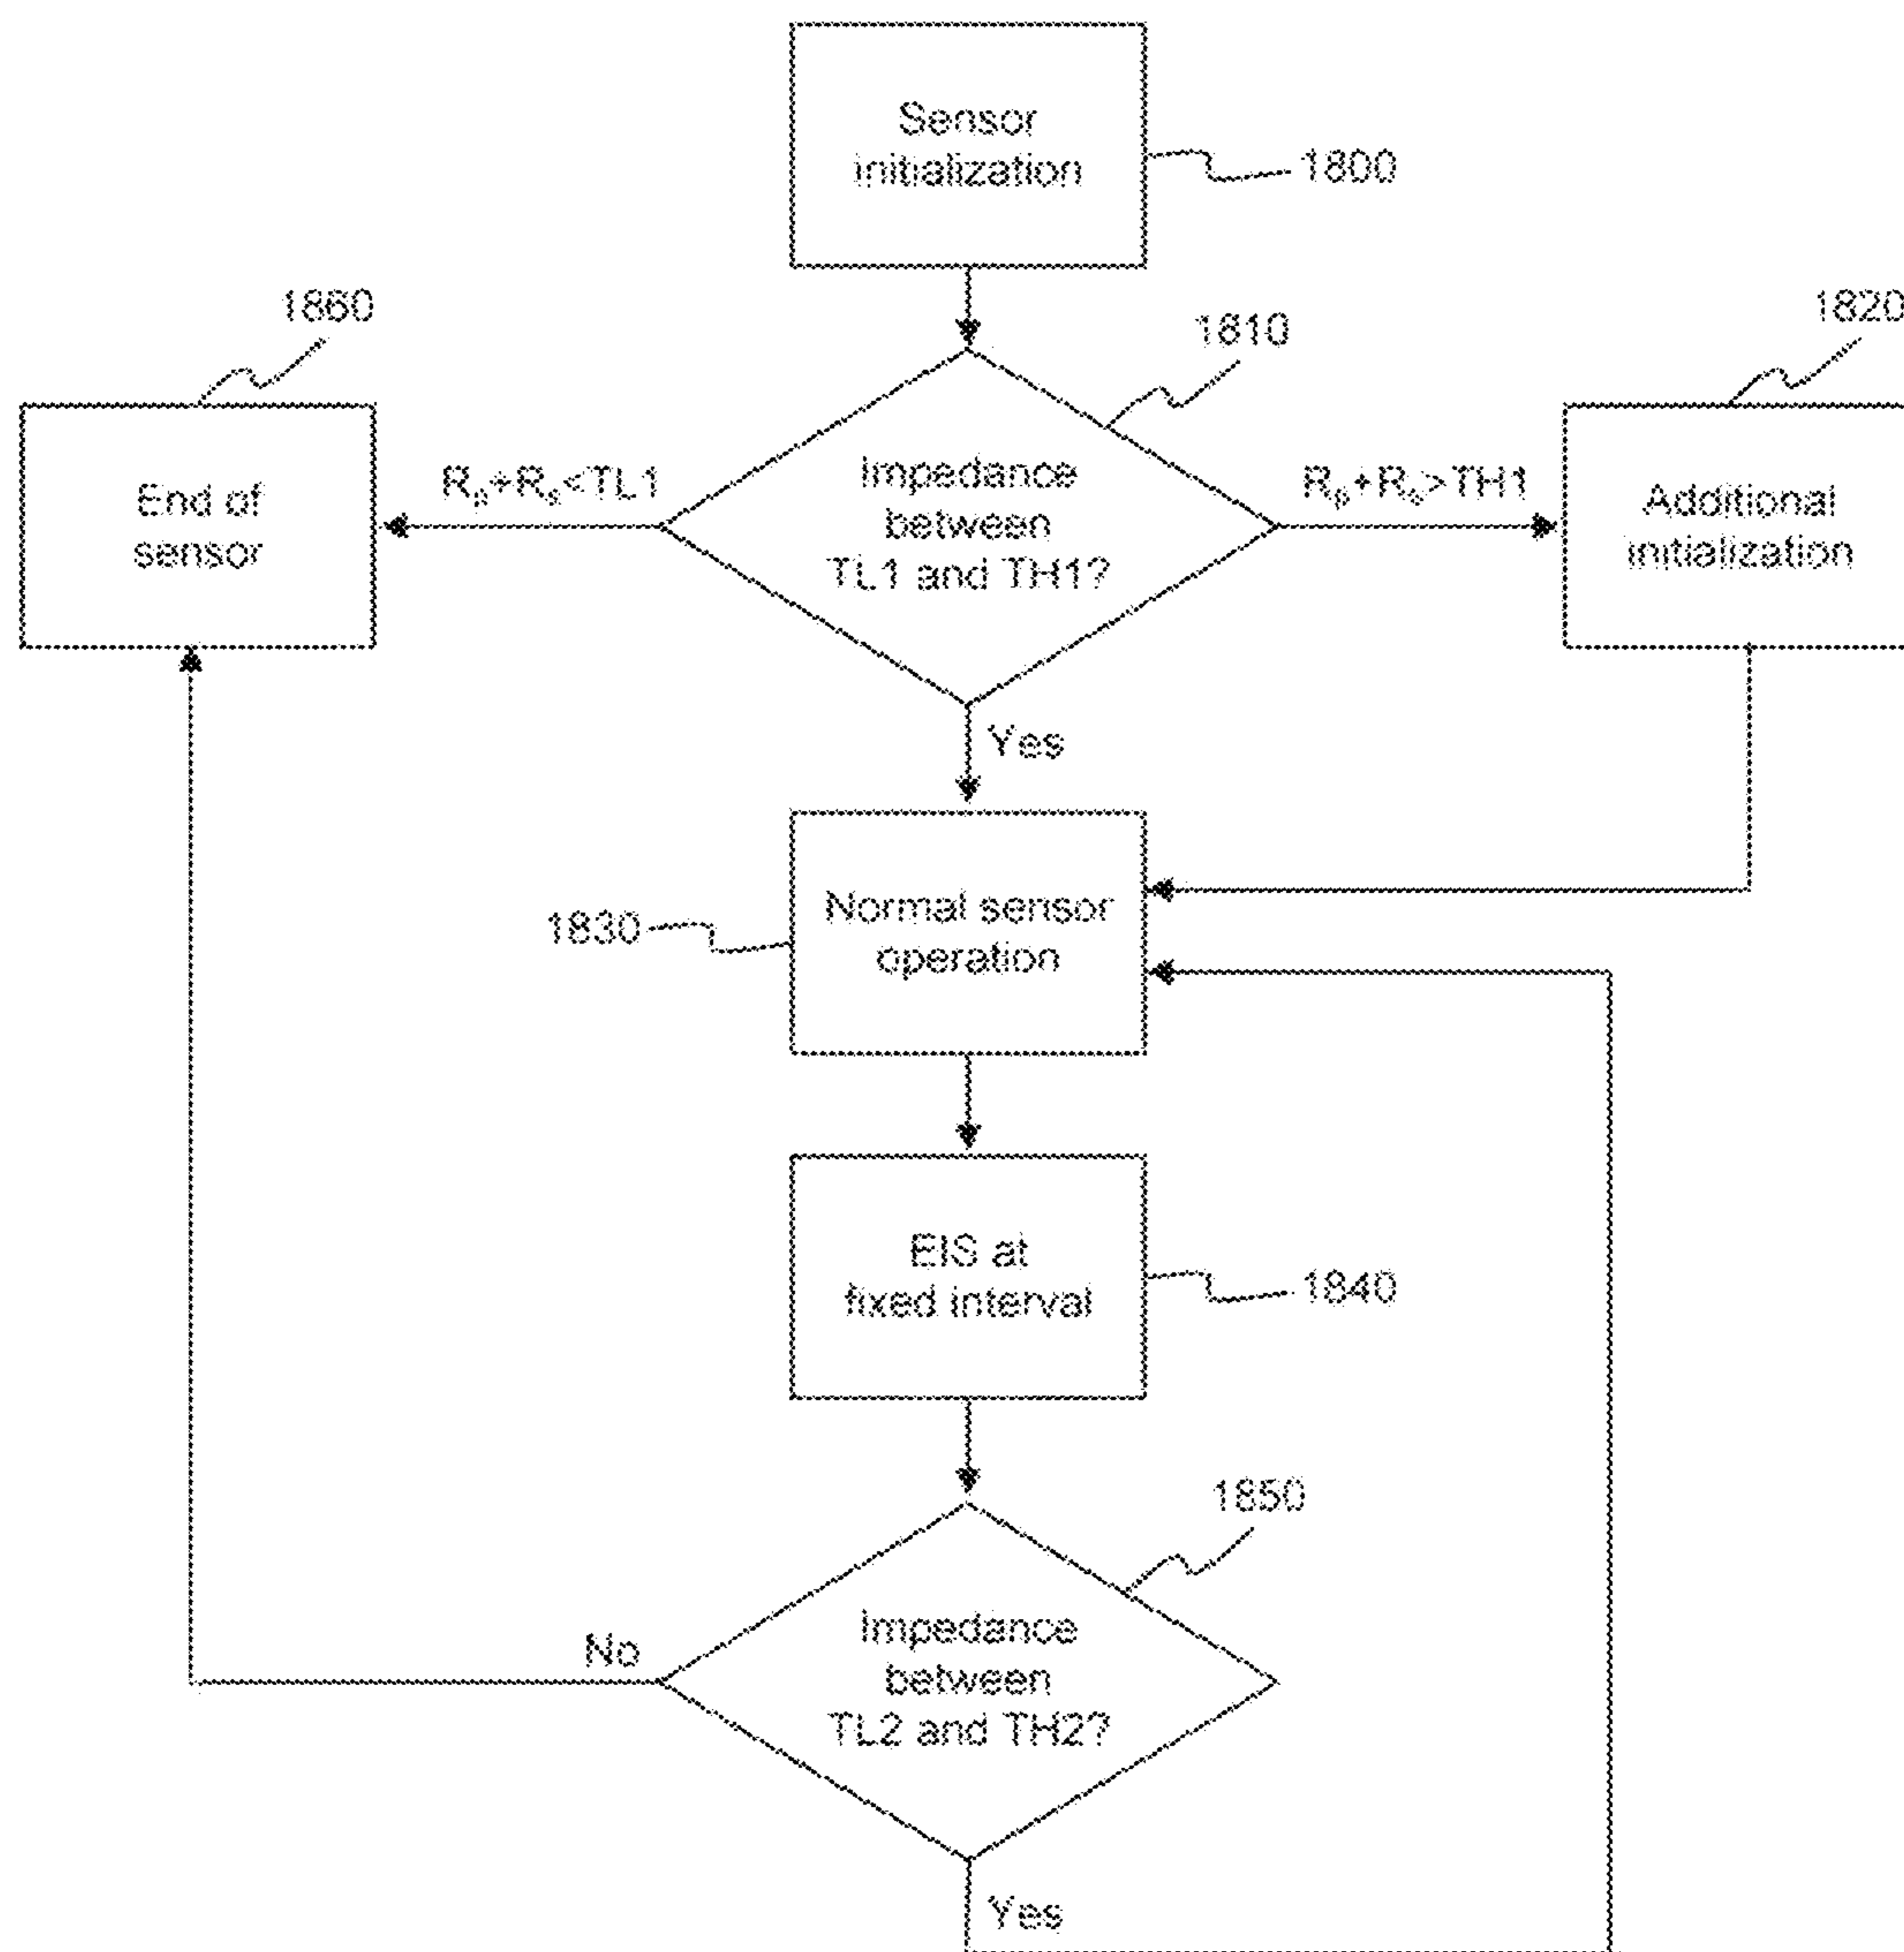 Sensor
initialization
1800
1860
1810
1820
End of
sensor
Rp+Rs<TL1
Impedance
between
TL1 and TH1?
Rp+Rs>TH1
Additional
initialization
Yes
1830
Normal sensor
operation
EIS at
fixed interval
1840
1850
No
Impedance
between
TL2 and TH2?
Yes